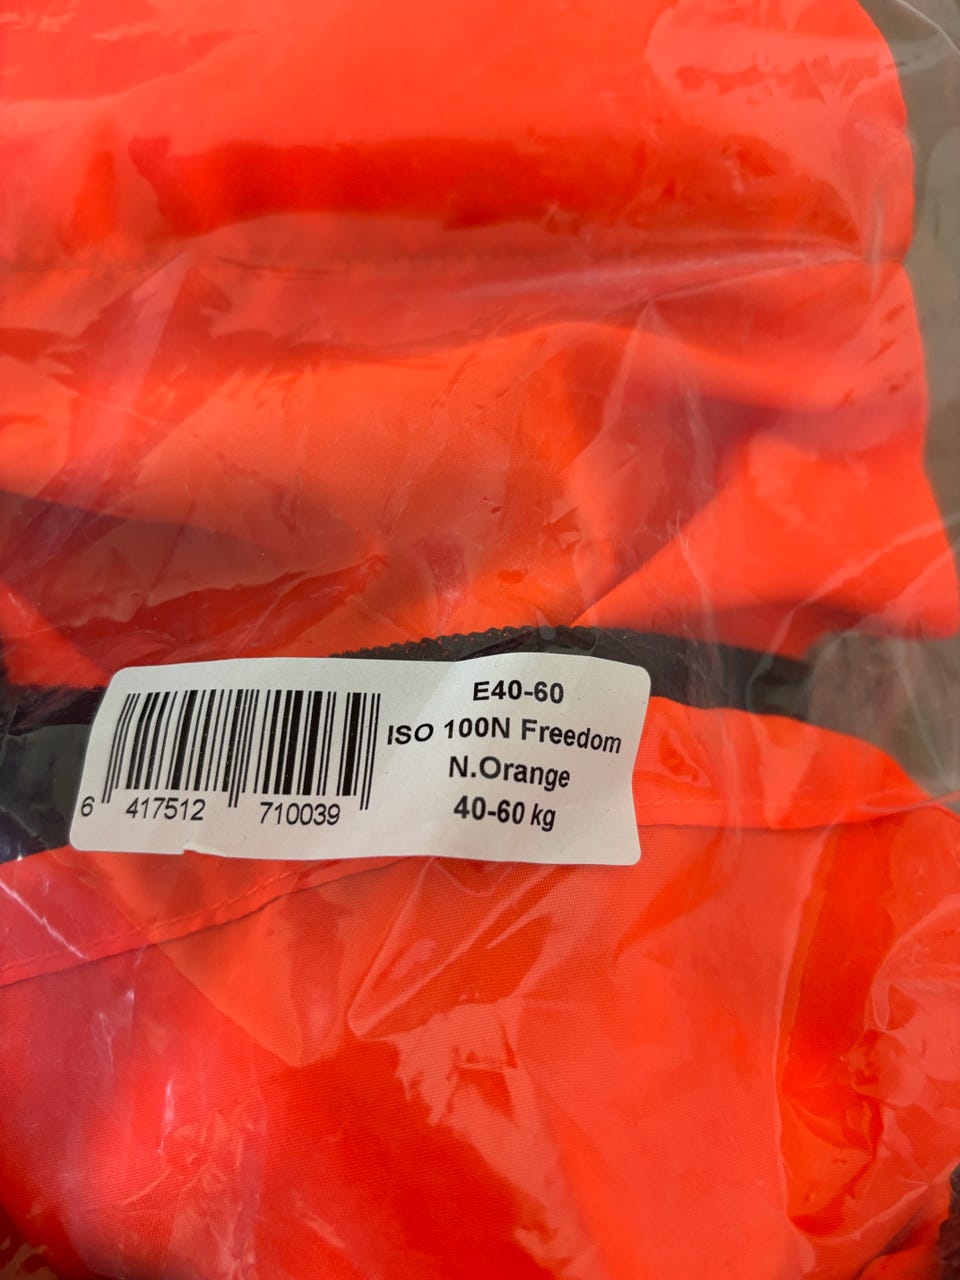 E40-60
ISO 100N Freedom
N.Orange
40-60 kg
6 417512 710039